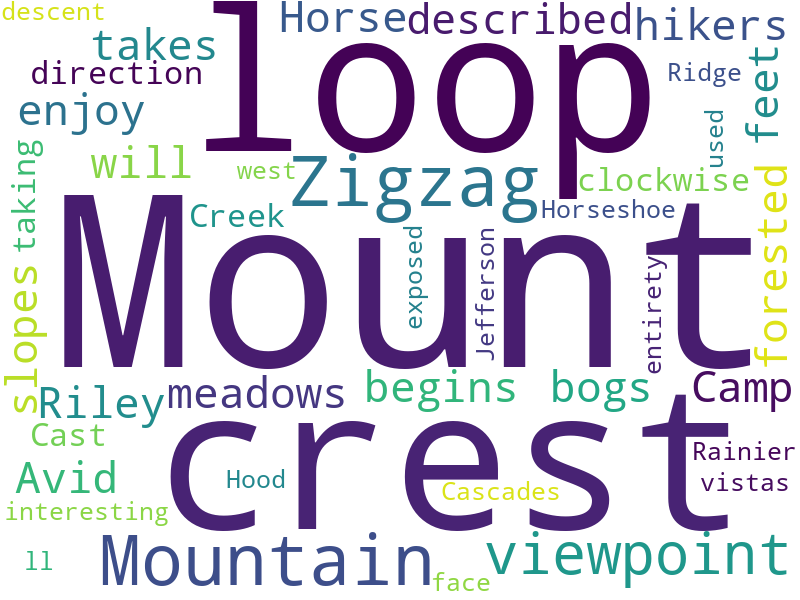 descent
loop
Horse
described
hikers
takes
direction
Ridge
feet
enjoy
used
will
west
Zigzag
clockwise
taking
Creek
Horseshoe
forested
Mount
exposed
Jefferson
entirety
slopes
Riley
meadows
begins
bogs
Camp
crest
Cast
Avid
Hood
Cascades
Rainier
vistas
interesting
ll
Mountain
viewpoint
face